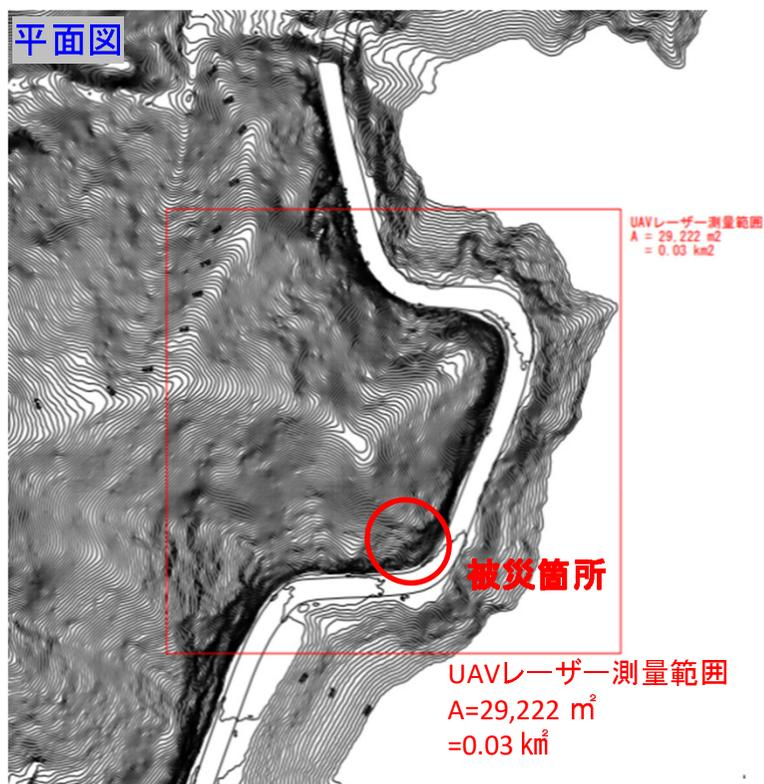 平面図
UAVレーザー測量範囲
A = 29,222 m2
= 0.03 km2
被災箇所
UAVレーザー測量範囲
A=29,222 ㎡
=0.03 ㎢